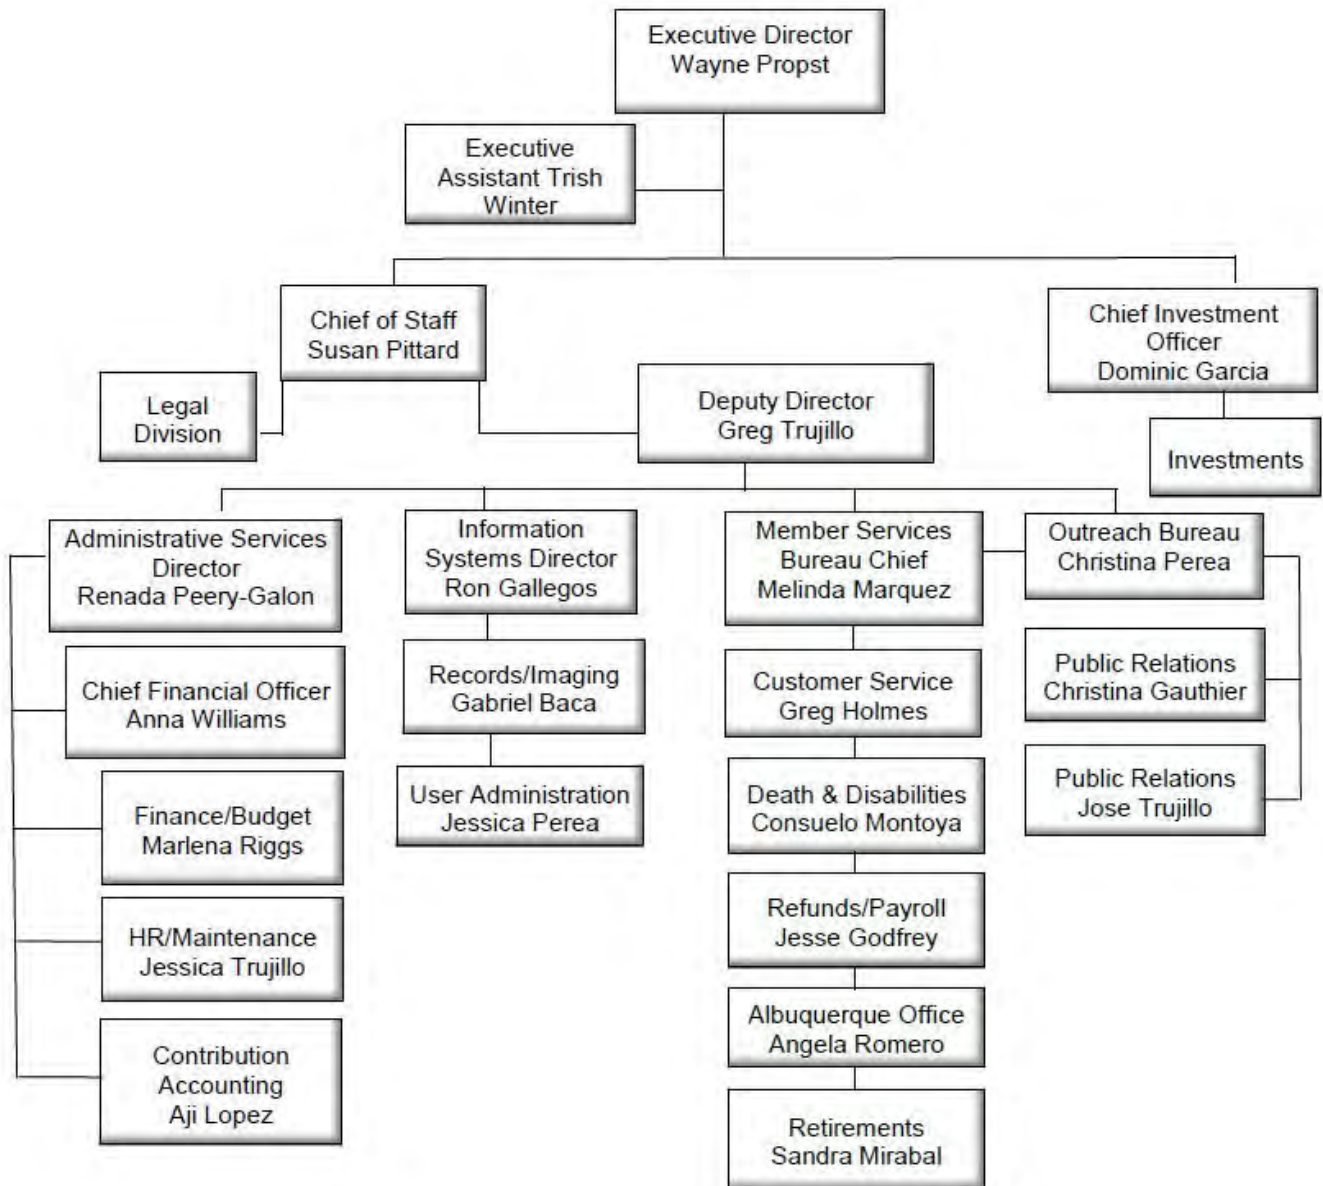 Executive Director
Wayne Propst
Executive
Assistant Trish
Winter
Chief of Staff
Susan Pittard
Chief Investment
Officer
Dominic Garcia
Legal
Division
Deputy Director
Greg Trujillo
Investments
Administrative Services
Director
Renada Peery-Galon
Information
Systems Director
Ron Gallegos
Member Services
Bureau Chief
Melinda Marquez
Outreach Bureau
Christina Perea
Chief Financial Officer
Anna Williams
Records/Imaging
Gabriel Baca
Customer Service
Greg Holmes
Public Relations
Christina Gauthier
Finance/Budget
Marlena Riggs
User Administration
Jessica Perea
Death & Disabilities
Consuelo Montoya
Public Relations
Jose Trujillo
HR/Maintenance
Jessica Trujillo
Refunds/Payroll
Jesse Godfrey
Contribution
Accounting
Aji Lopez
Albuquerque Office
Angela Romero
Retirements
Sandra Mirabal